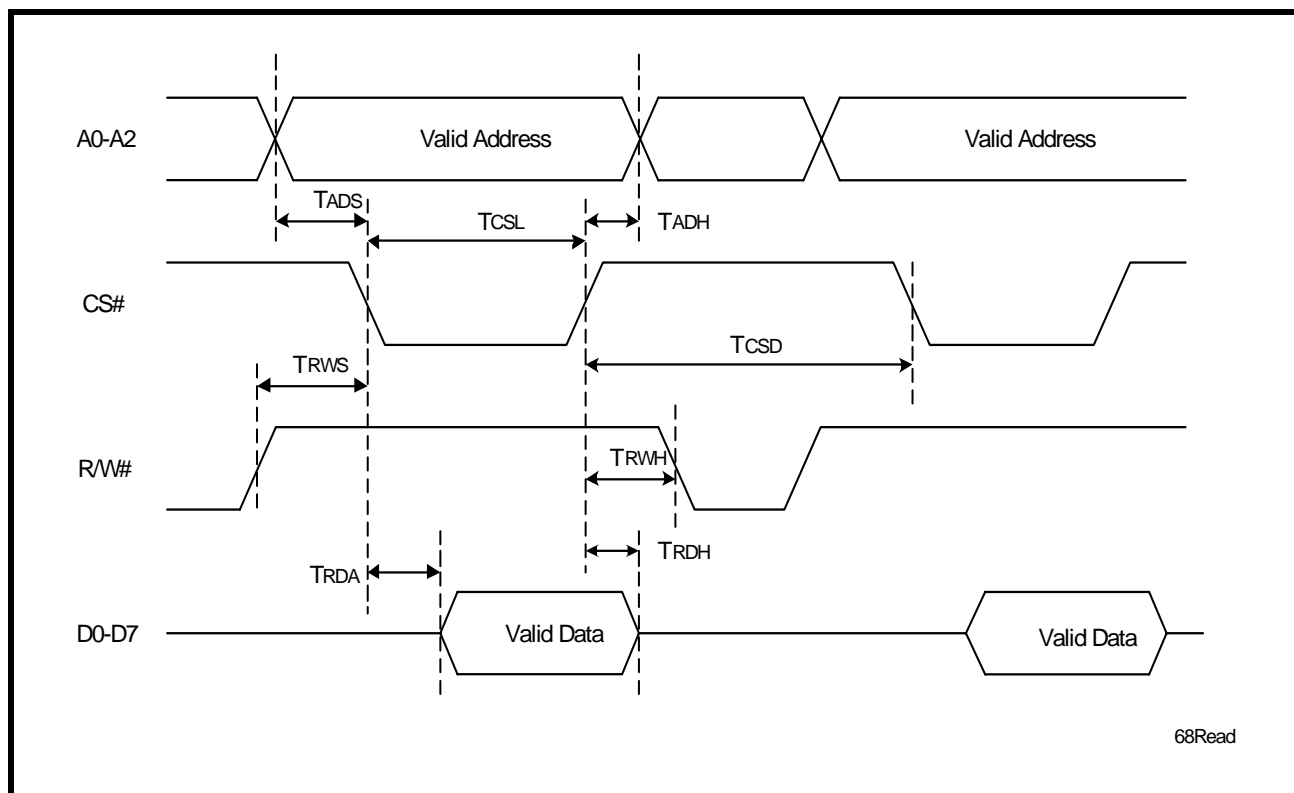 A0-A2
Valid Address
Valid Address
TADS
TCSL
TADH
CS#
TCSD
TRWS
R/W#
TRWH
TRDH
TRDA
D0-D7
Valid Data
Valid Data
68Read